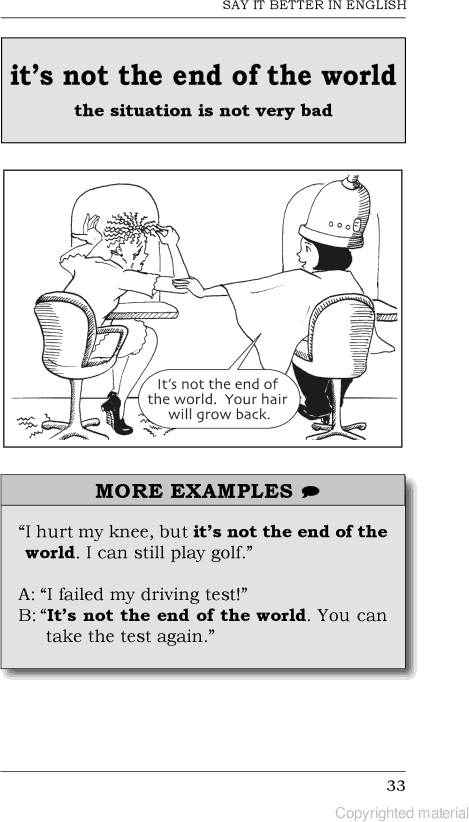 SAY IT BETTER IN ENGLISH
it’s not the end of the world
the situation is not very bad
It’s not the end of
the world. Your hair
will grow back.
MORE EXAMPLES
“I hurt my knee, but it’s not the end of the
world. I can still play golf.”
A: “I failed my driving test!”
B: “It’s not the end of the world. You can
take the test again.”
33
Copyrighted material